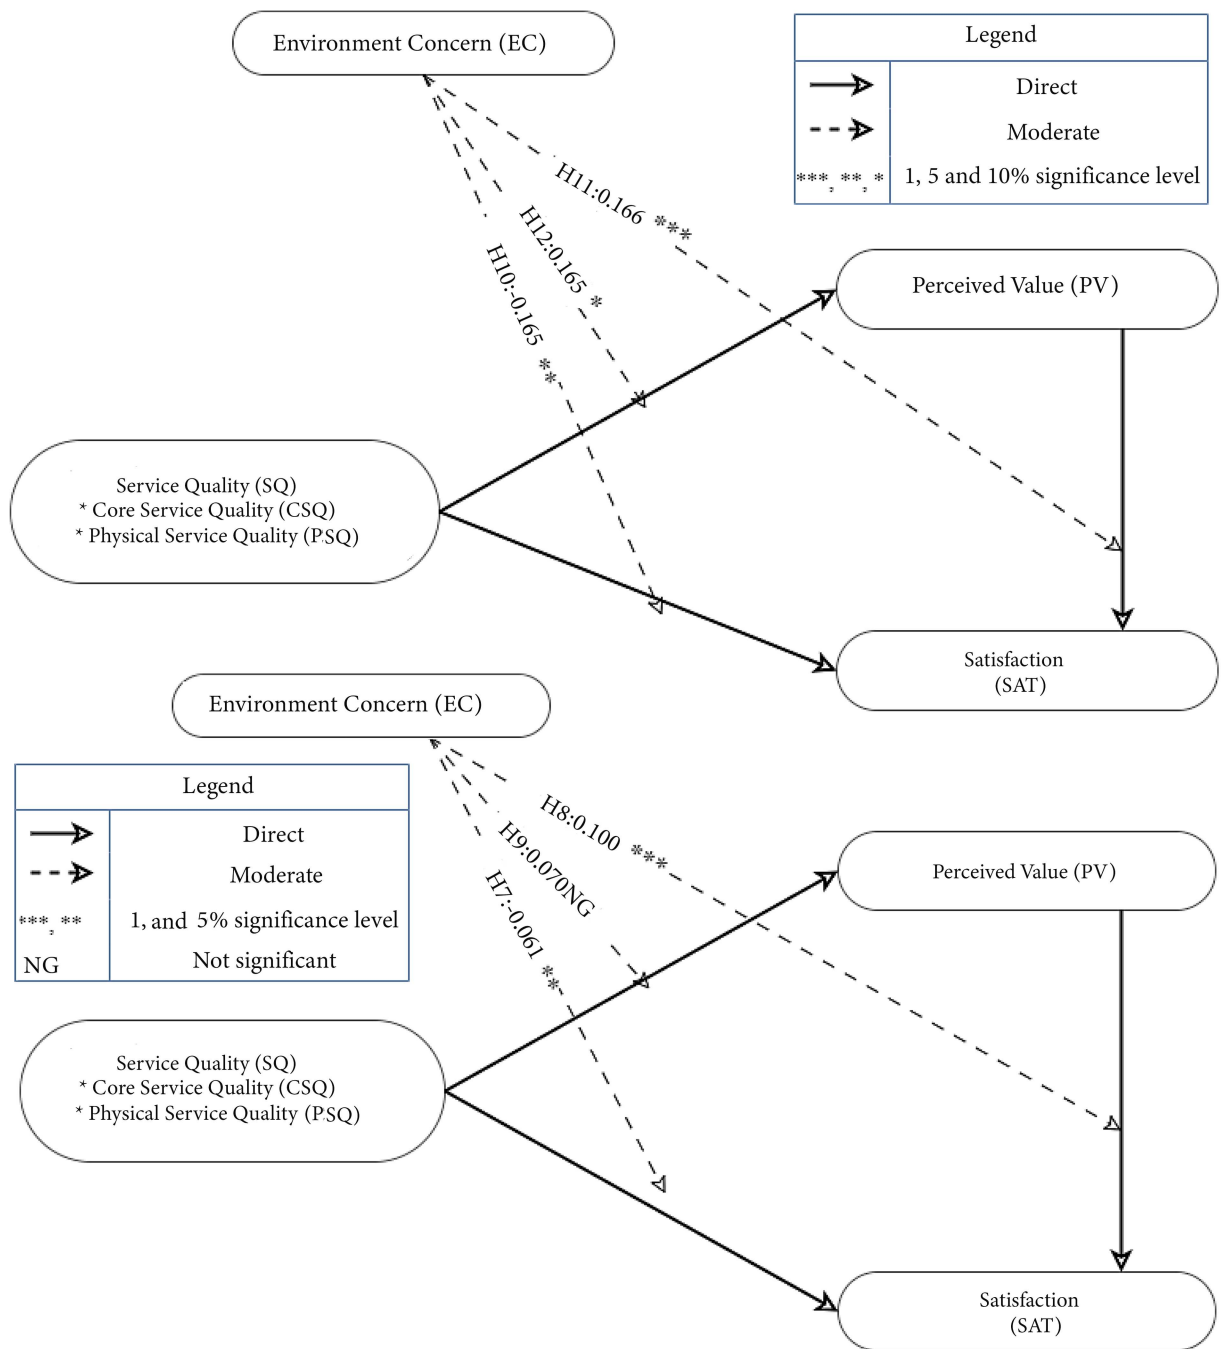 Environment Concern (EC)
Legend
Direct
Moderate
***, **, * 1, 5 and 10% significance level
H11:0.166 ***
H12:0.165 *
H10:-0.165 **
Perceived Value (PV)
Service Quality (SQ)
* Core Service Quality (CSQ)
* Physical Service Quality (PSQ)
Satisfaction
(SAT)
Environment Concern (EC)
Legend
Direct
Moderate
***, ** 1, and 5% significance level
NG Not significant
H8:0.100 ***
H9:0.070NG
H7:-0.061 **
Perceived Value (PV)
Service Quality (SQ)
* Core Service Quality (CSQ)
* Physical Service Quality (PSQ)
Satisfaction
(SAT)